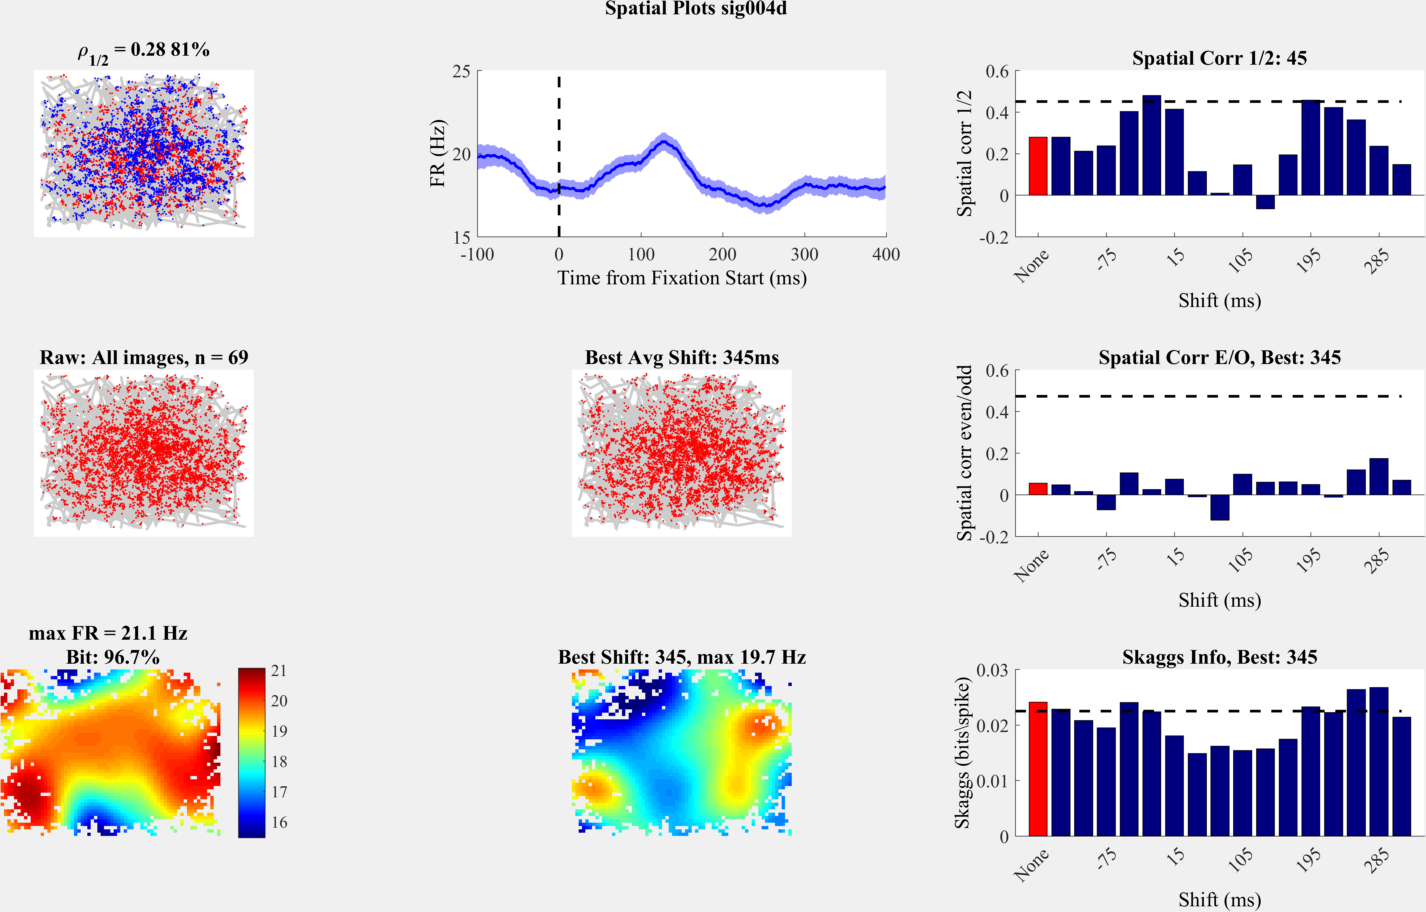 Spatial Plots sig004d
ρ1/2 = 0.28 81%
25
20
15
FR (Hz)
-100
0
100
200
300
400
Time from Fixation Start (ms)
Spatial Corr 1/2: 45
0.6
0.4
0.2
0
-0.2
Spatial corr 1/2
None
-75
15
105
195
285
Shift (ms)
Raw: All images, n = 69
Best Avg Shift: 345ms
Spatial Corr E/O, Best: 345
0.6
0.4
0.2
0
-0.2
Spatial corr even/odd
None
-75
15
105
195
285
Shift (ms)
max FR = 21.1 Hz
Bit: 96.7%
21
20
19
18
17
16
Best Shift: 345, max 19.7 Hz
Skaggs Info, Best: 345
0.03
0.02
0.01
0
Skaggs (bits\spike)
None
-75
15
105
195
285
Shift (ms)